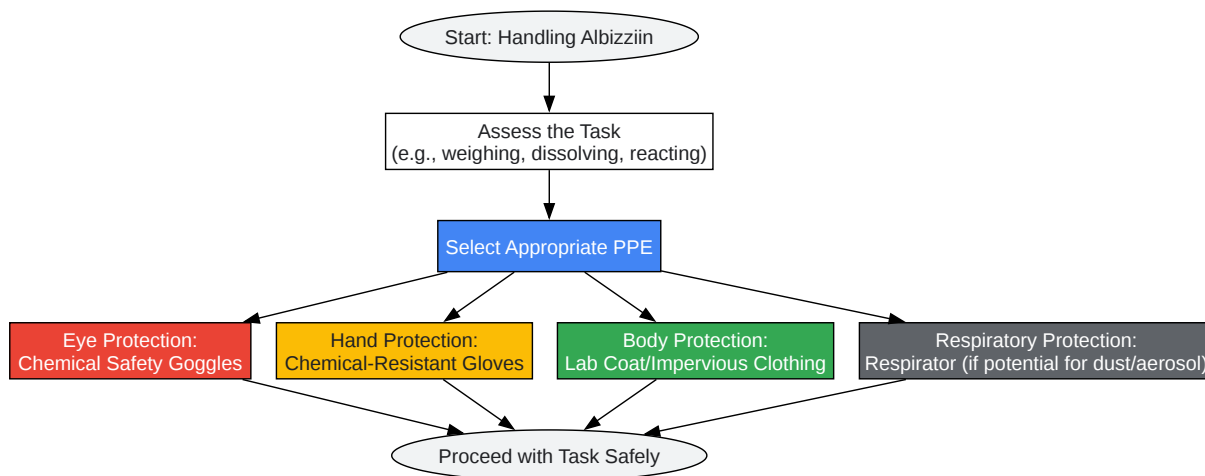 Start: Handling Albizziin
Assess the Task
(e.g., weighing, dissolving, reacting)
Select Appropriate PPE
Eye Protection:
Chemical Safety Goggles
Hand Protection:
Chemical-Resistant Gloves
Body Protection:
Lab Coat/Impervious Clothing
Respiratory Protection:
Respirator (if potential for dust/aerosol)
Proceed with Task Safely